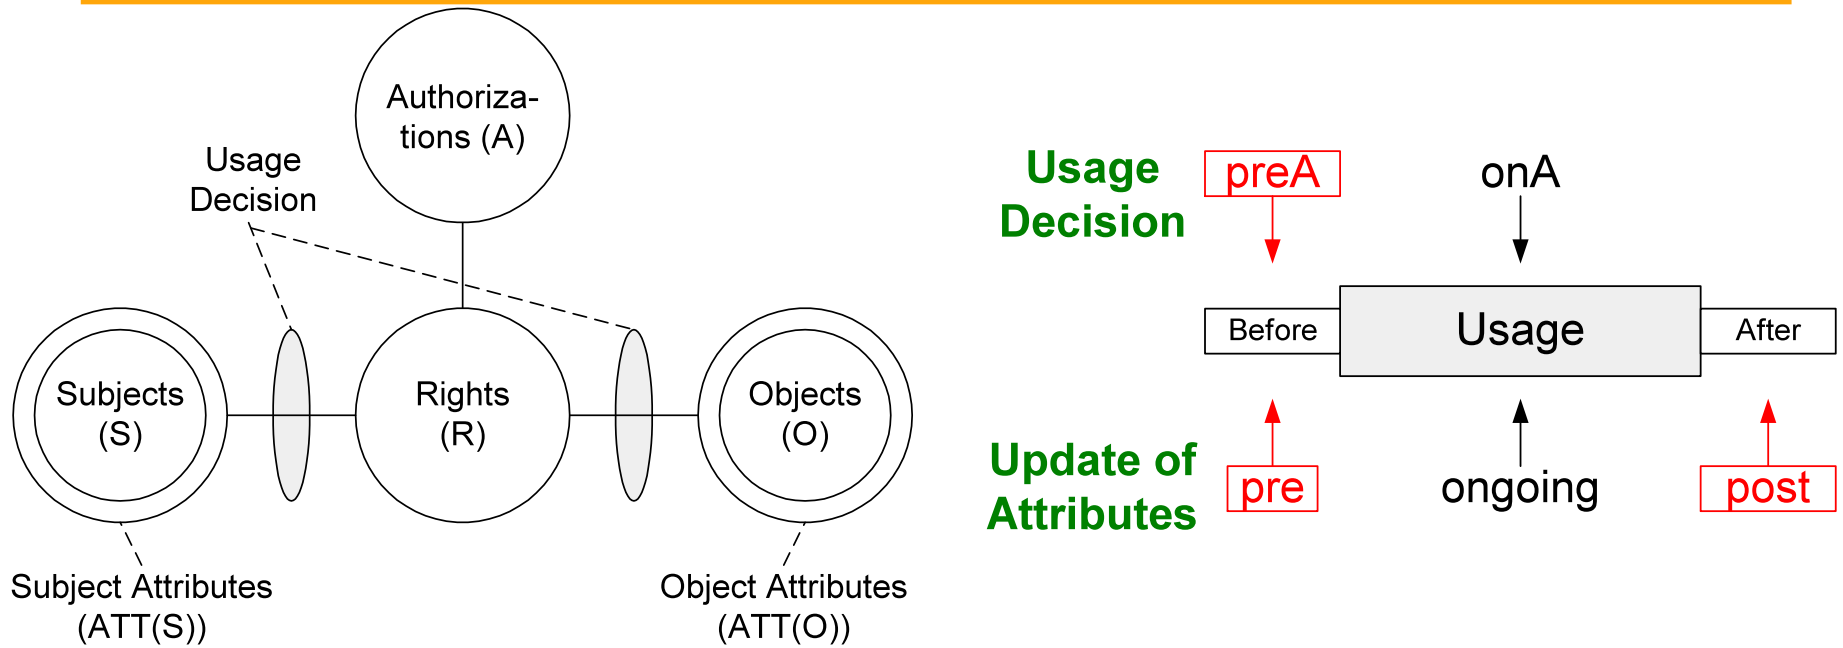 Authoriza-
tions (A)
Usage
Decision
Subjects
(S)
Rights
(R)
Objects
(O)
Subject Attributes
(ATT(S))
Object Attributes
(ATT(O))
Usage
Decision
preA
onA
Before
Usage
After
Update of
Attributes
pre
ongoing
post